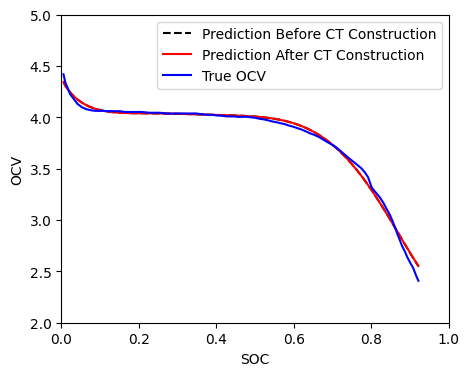 Prediction Before CT Construction
Prediction After CT Construction
True OCV
5.0
4.5
4.0
3.5
3.0
2.5
2.0
OCV
0.0 0.2 0.4 0.6 0.8 1.0
SOC